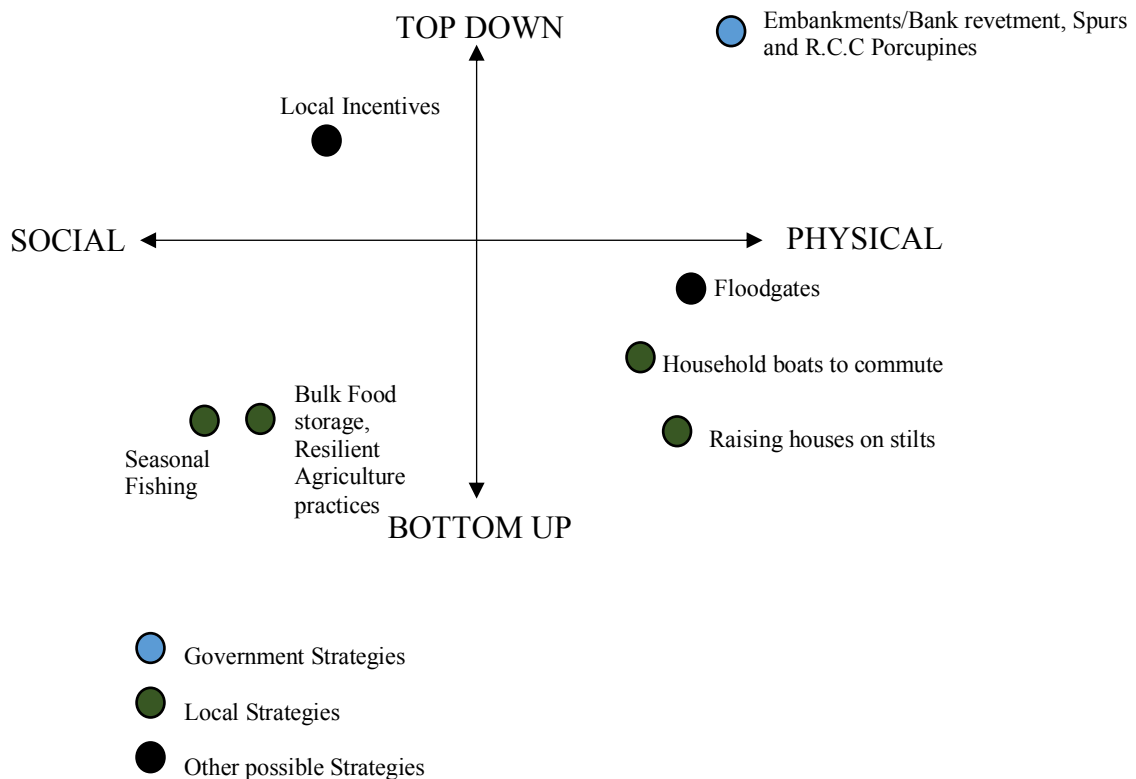 TOP DOWN
Embankments/Bank revetment, Spurs
and R.C.C Porcupines
Local Incentives
SOCIAL
PHYSICAL
Floodgates
Household boats to commute
Bulk Food
storage,
Resilient
Agriculture
practices
Raising houses on stilts
Seasonal
Fishing
BOTTOM UP
Government Strategies
Local Strategies
Other possible Strategies